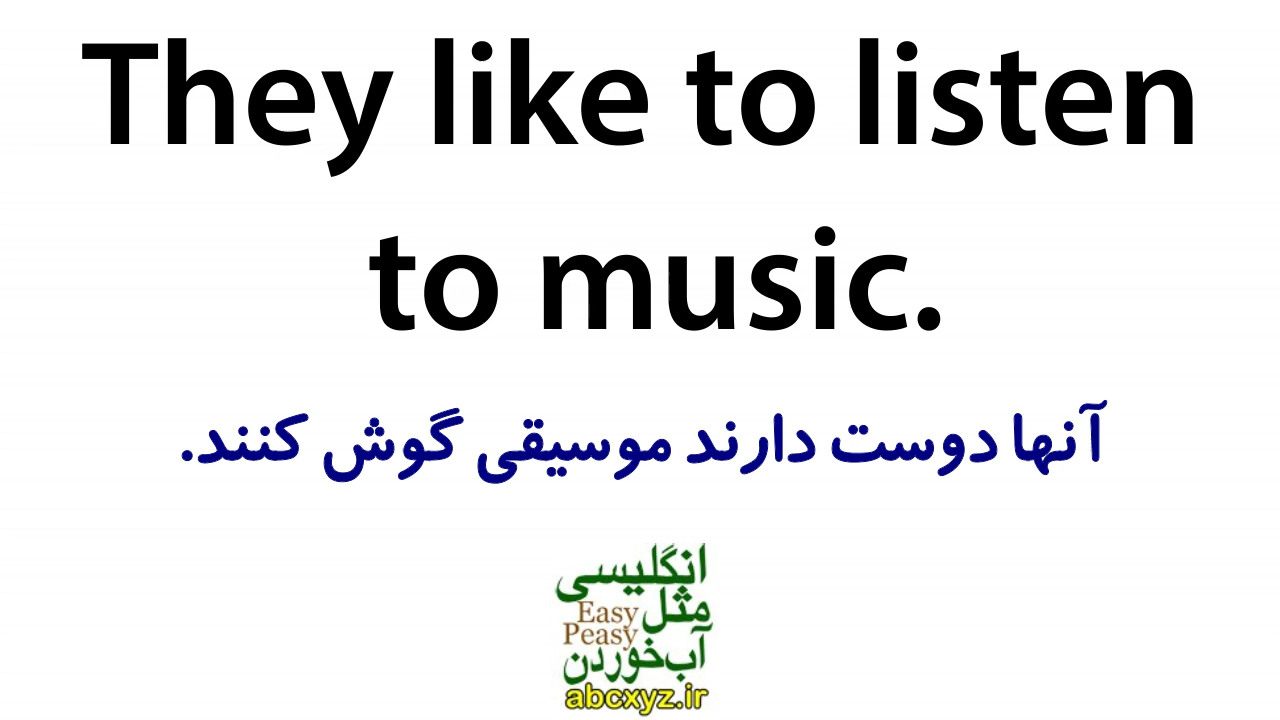 They like to listen
to music.
آنها دوست دارند موسیقی گوش کنند.
انگلیسی
مثل Easy
Peasy
آب‌خوردن
abcxyz.ir